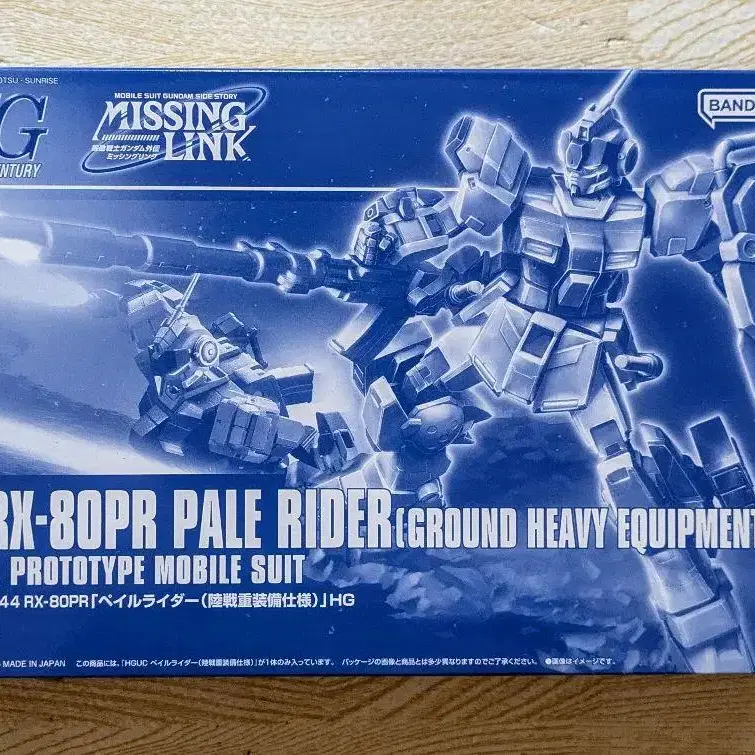 OTSU・SUNRISE
G
CENTURY
MOBILE SUIT GUNDAM SIDE STORY
MISSING
LINK
機動戦士ガンダム外伝
ミッシングリンク
BANDAI
RX-80PR PALE RIDER (GROUND HEAVY EQUIPMENT
PROTOTYPE MOBILE SUIT
44 RX-80PR「ペイルライダー(陸戦重装備仕様)」HG
MADE IN JAPAN この商品には、「HGUC ペイルライダー(陸戦重装備仕様)」が1体のみ入っています。 パッケージの画像と商品とは多少異なりますのでご了承ください。 ●画像はイメージです。